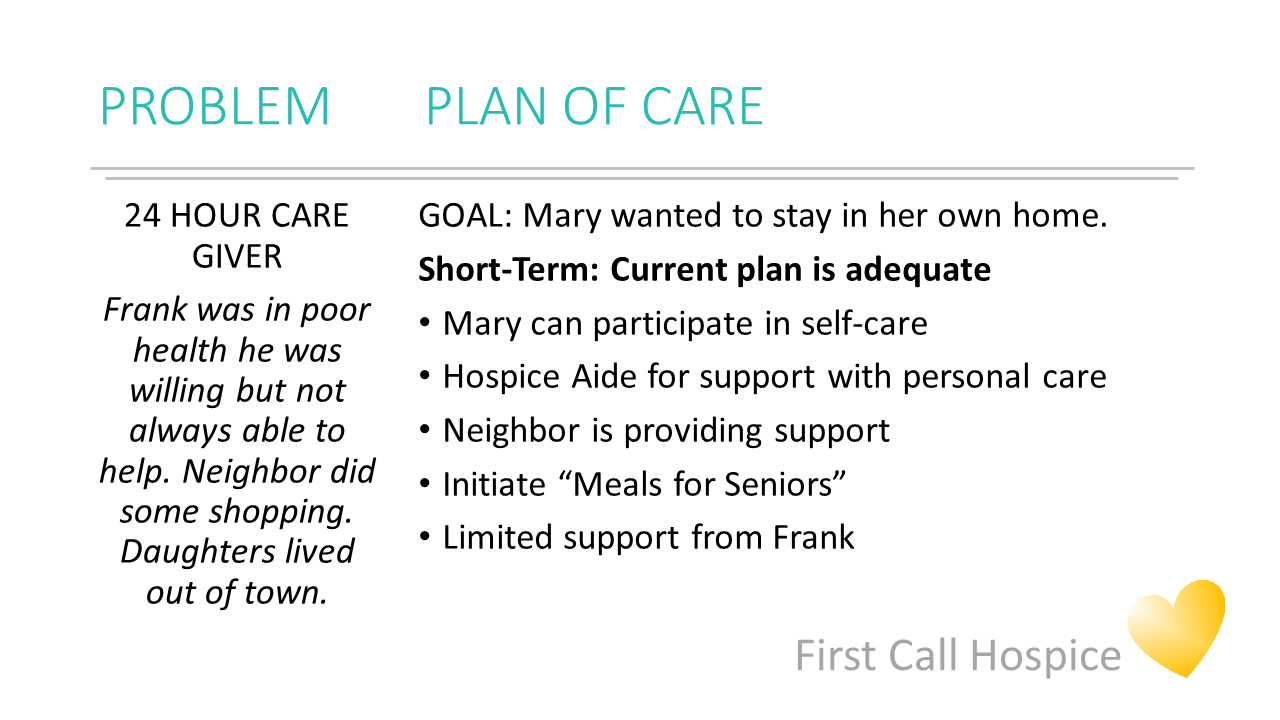 PROBLEM PLAN OF CARE
24 HOUR CARE
GIVER
Frank was in poor
health he was
willing but not
always able to
help. Neighbor did
some shopping.
Daughters lived
out of town.
GOAL: Mary wanted to stay in her own home.
Short-Term: Current plan is adequate
• Mary can participate in self-care
• Hospice Aide for support with personal care
• Neighbor is providing support
• Initiate “Meals for Seniors”
• Limited support from Frank
First Call Hospice